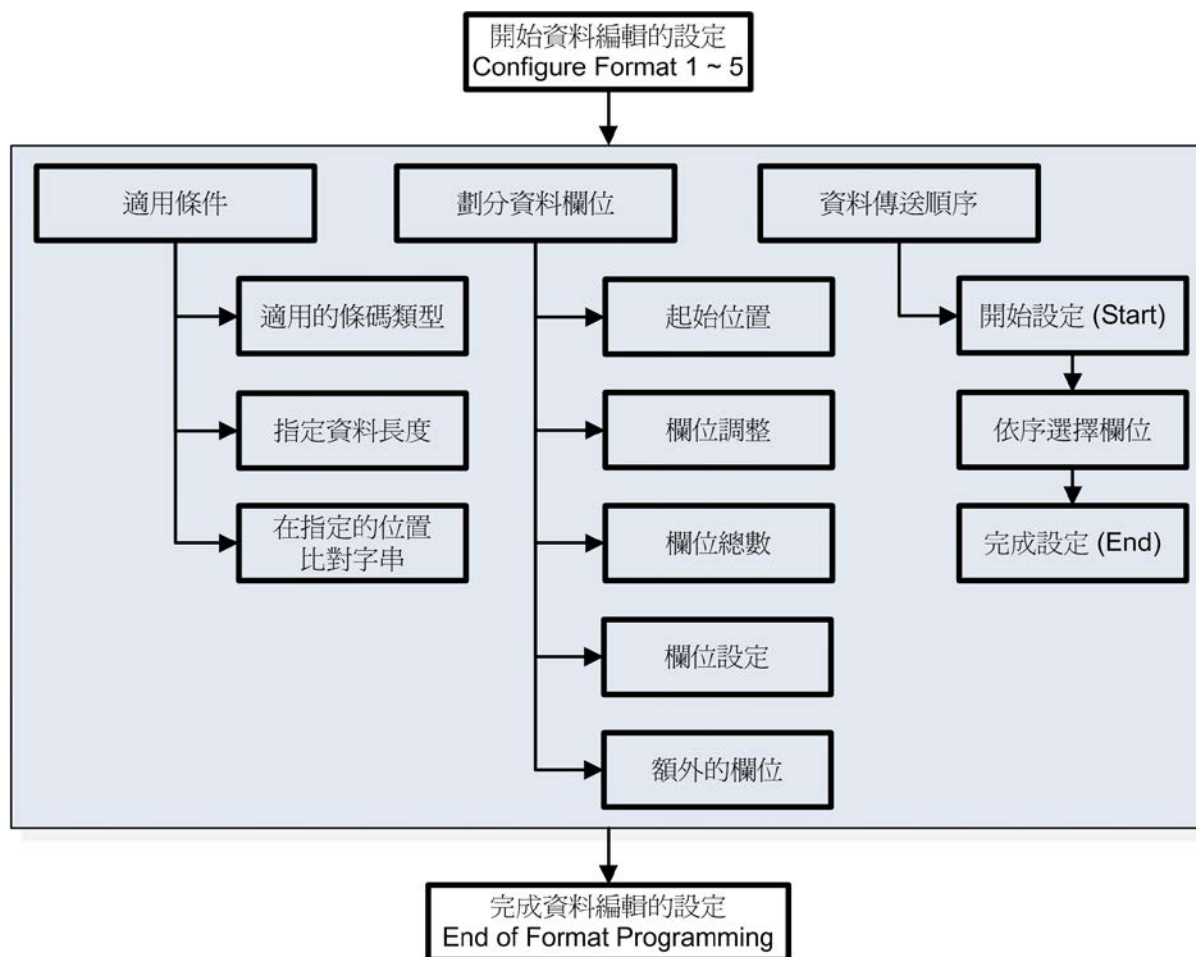 開始資料編輯的設定
Configure Format 1 ~ 5
適用條件
適用的條碼類型
指定資料長度
在指定的位置
比對字串
劃分資料欄位
起始位置
欄位調整
欄位總數
欄位設定
額外的欄位
資料傳送順序
開始設定 (Start)
依序選擇欄位
完成設定 (End)
完成資料編輯的設定
End of Format Programming